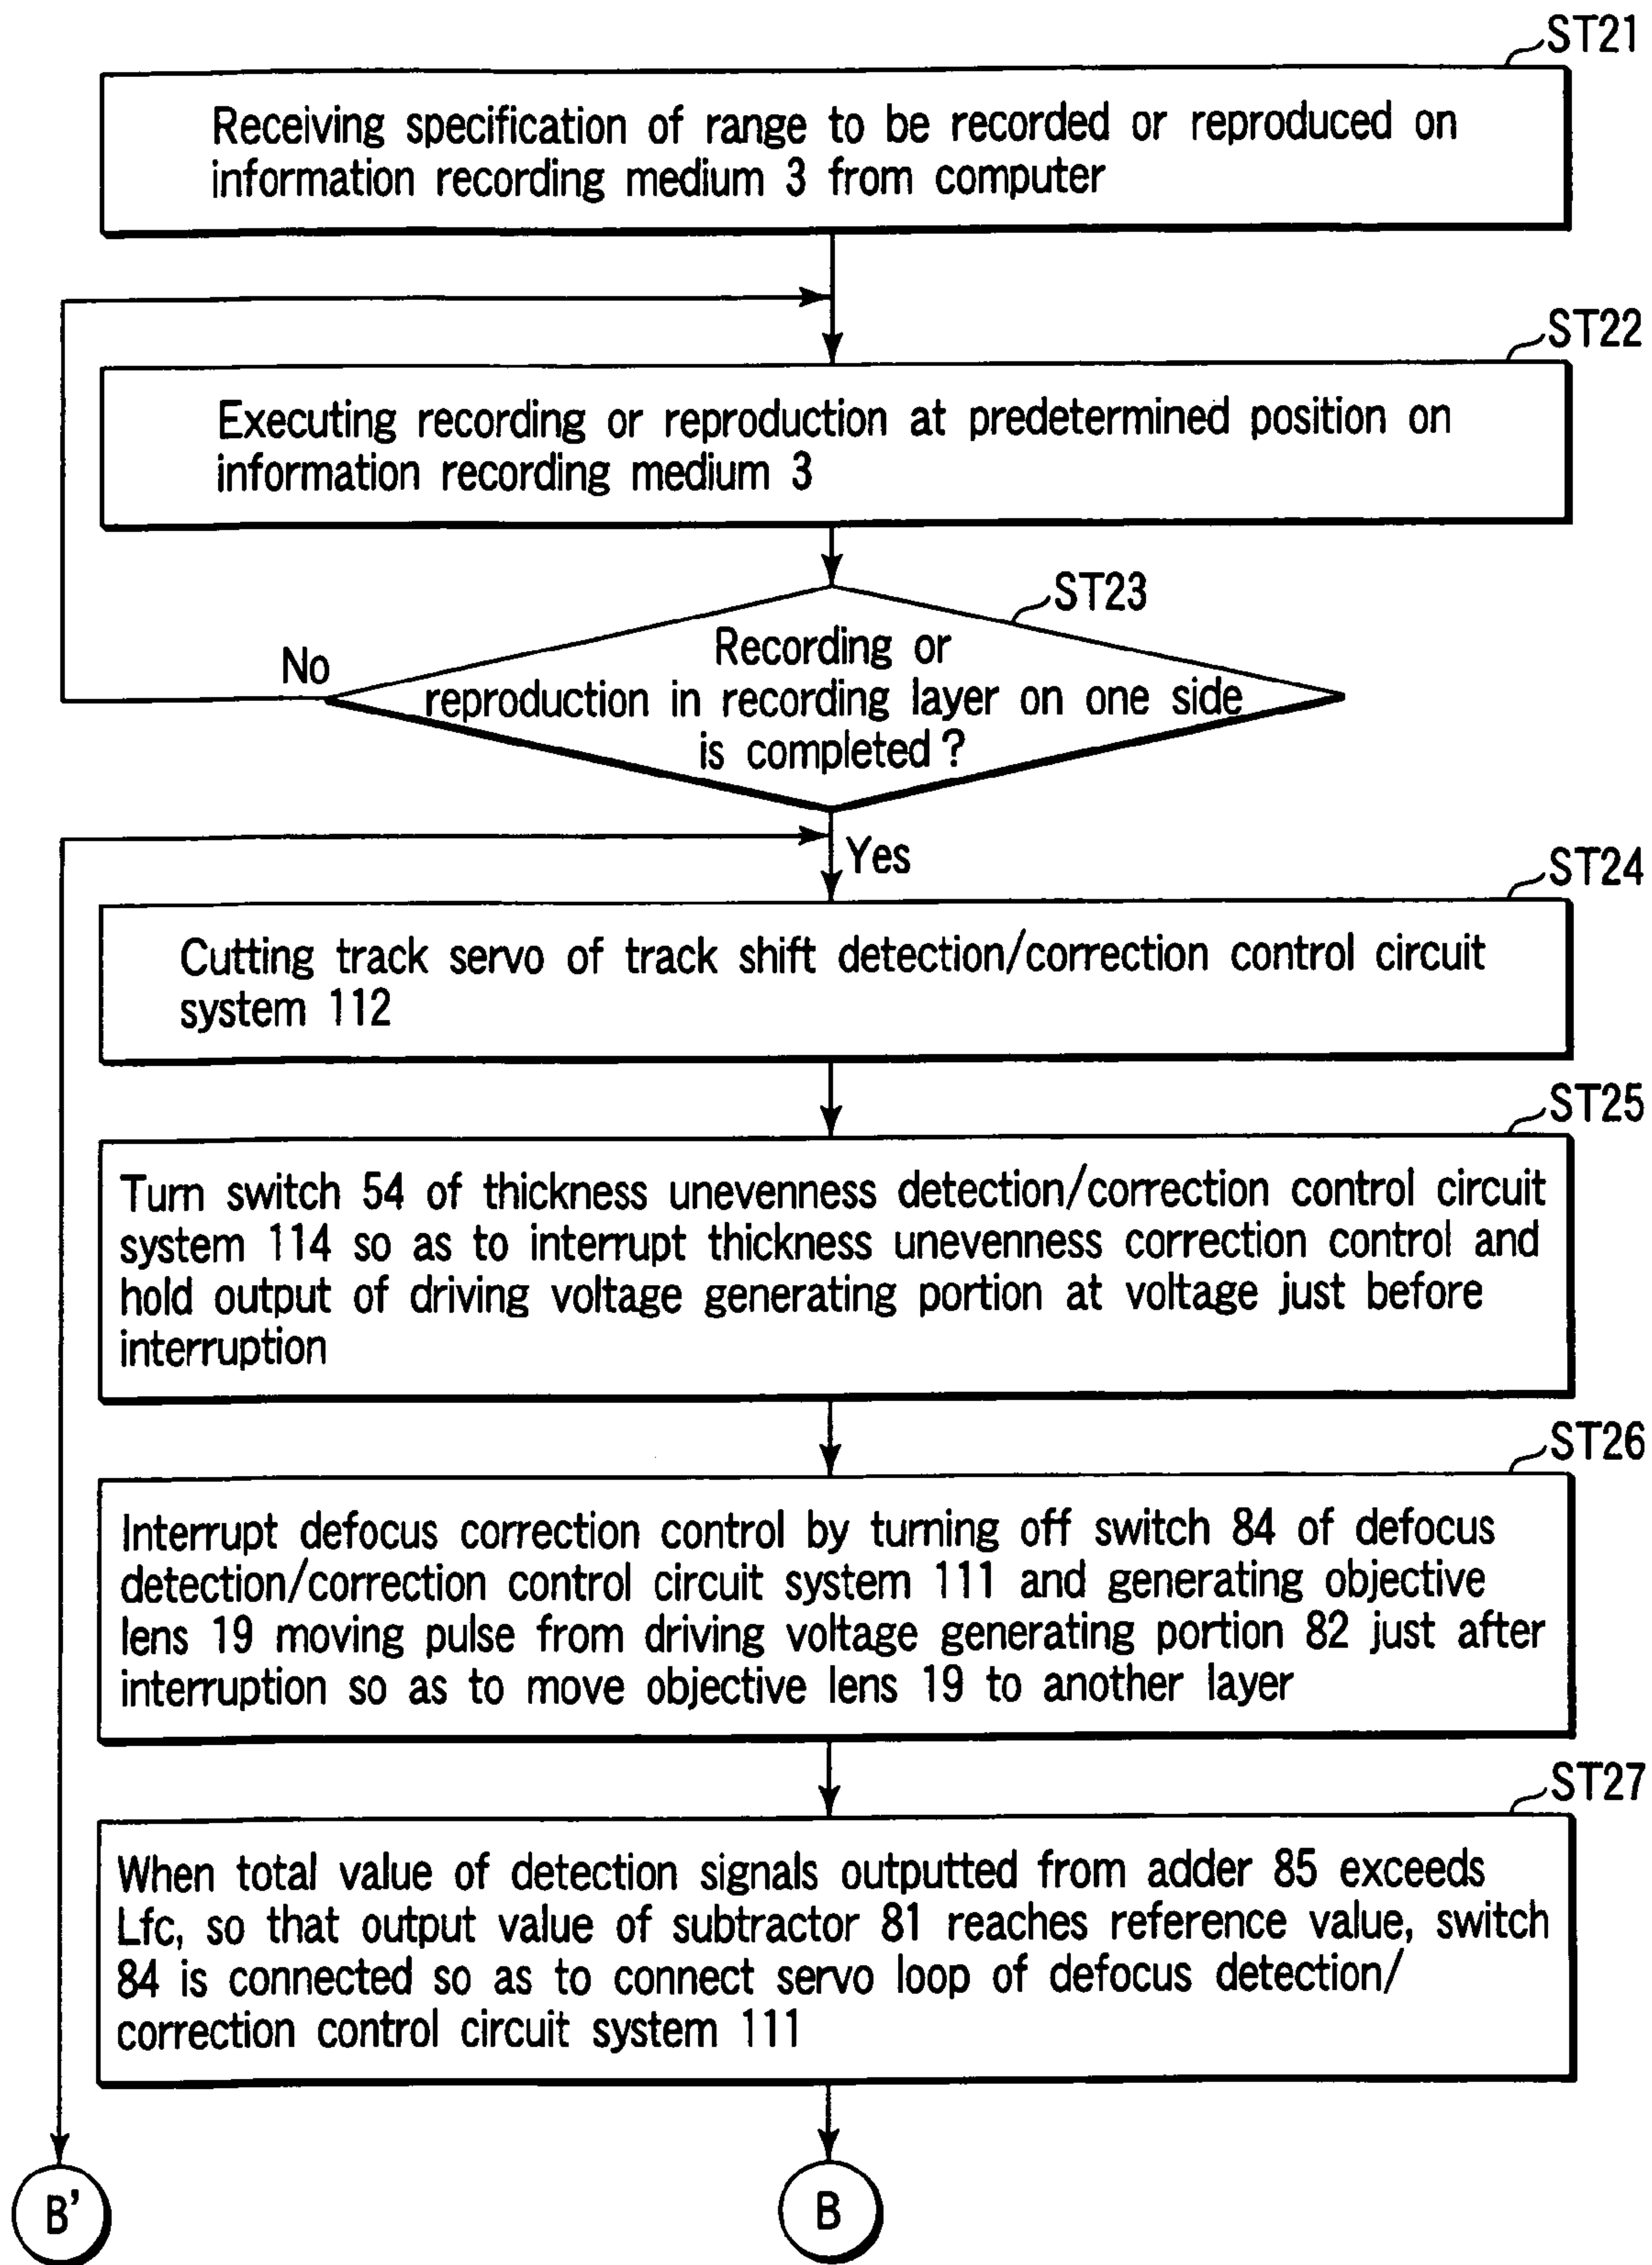 ST21
Receiving specification of range to be recorded or reproduced on
information recording medium 3 from computer
ST22
Executing recording or reproduction at predetermined position on
information recording medium 3
ST23
Recording or
reproduction in recording layer on one side
is completed ?
No
Yes
ST24
Cutting track servo of track shift detection/correction control circuit
system 112
ST25
Turn switch 54 of thickness unevenness detection/correction control circuit
system 114 so as to interrupt thickness unevenness correction control and
hold output of driving voltage generating portion at voltage just before
interruption
ST26
Interrupt defocus correction control by turning off switch 84 of defocus
detection/correction control circuit system 111 and generating objective
lens 19 moving pulse from driving voltage generating portion 82 just after
interruption so as to move objective lens 19 to another layer
ST27
When total value of detection signals outputted from adder 85 exceeds
Lfc, so that output value of subtractor 81 reaches reference value, switch
84 is connected so as to connect servo loop of defocus detection/
correction control circuit system 111
B'
B